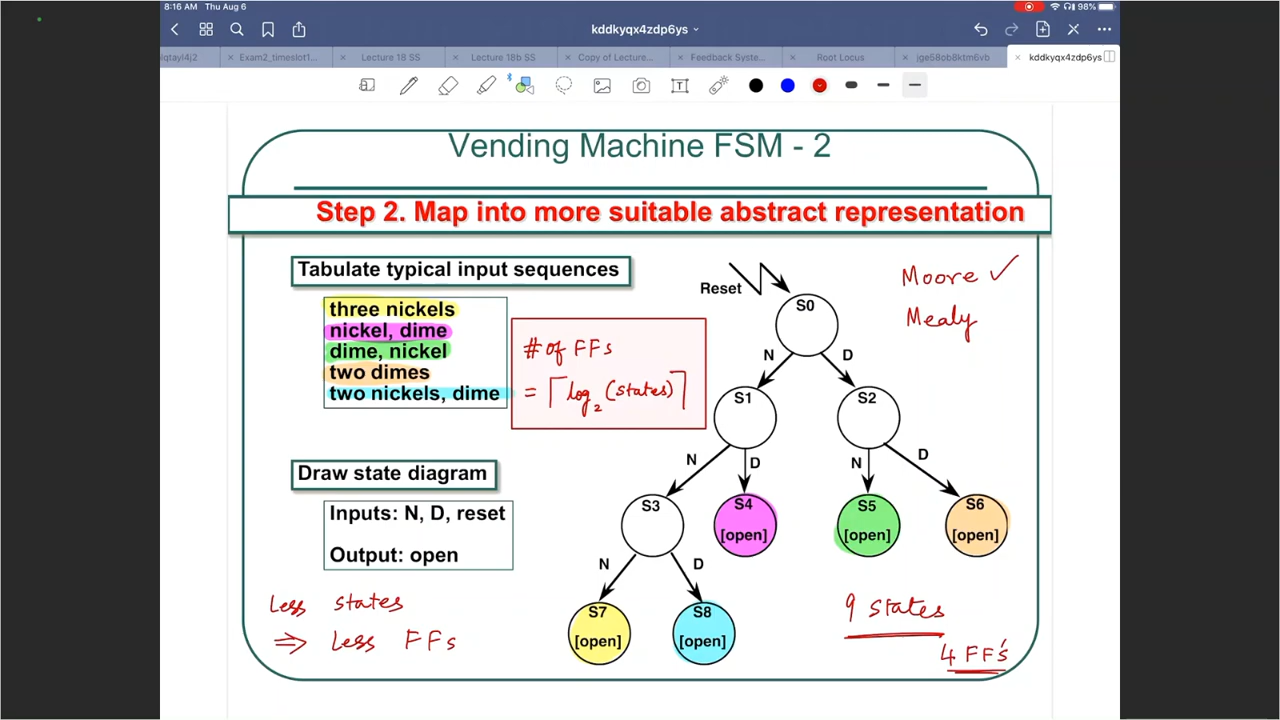 8:16 AM Thu Aug 6
98%
kddkyqx4zdp6ys
lqtayl4j2
Exam2_timeslot1...
Lecture 18 SS
Lecture 18b SS
Copy of Lecture...
Feedback Syste...
Root Locus
jge58ob8ktm6vb
kddkyqx4zdp6ys
Vending Machine FSM - 2
Step 2. Map into more suitable abstract representation
Tabulate typical input sequences
three nickels
nickel, dime
dime, nickel
two dimes
two nickels, dime
# of FFs
= ⌈log₂ (states)⌉
Draw state diagram
Inputs: N, D, reset
Output: open
Less states
⇒ less FFs
Moore ✓
Mealy
Reset
S0
N D
S1 S2
N D N D
S3 S4 S5 S6
[open] [open] [open]
N D
S7 S8
[open] [open]
9 states
4 FF's